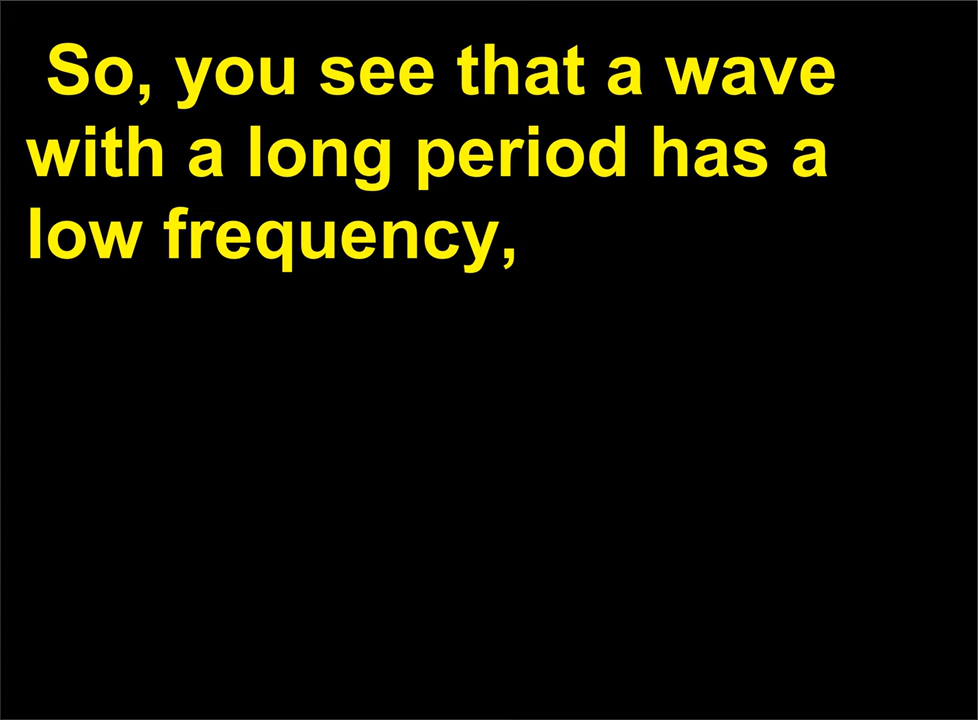 So, you see that a wave
with a long period has a
low frequency,